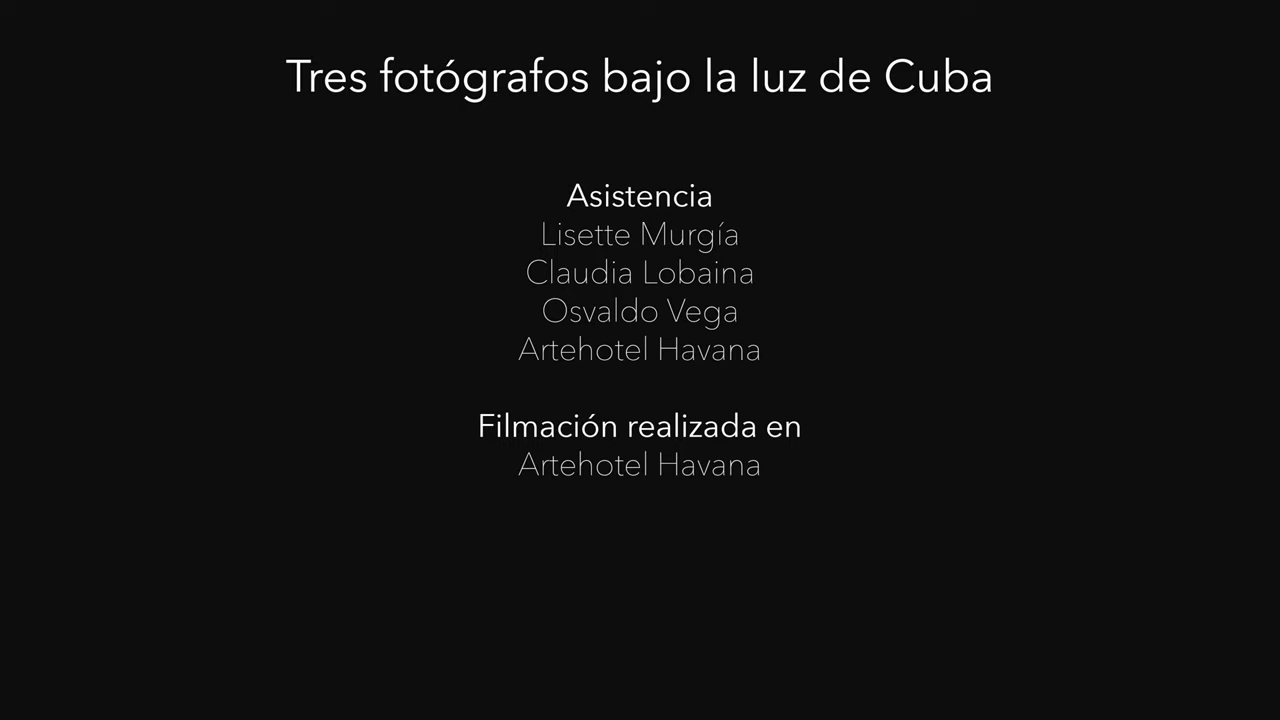 Tres fotógrafos bajo la luz de Cuba
Asistencia
Lisette Murgía
Claudia Lobaina
Osvaldo Vega
Artehotel Havana
Filmación realizada en
Artehotel Havana